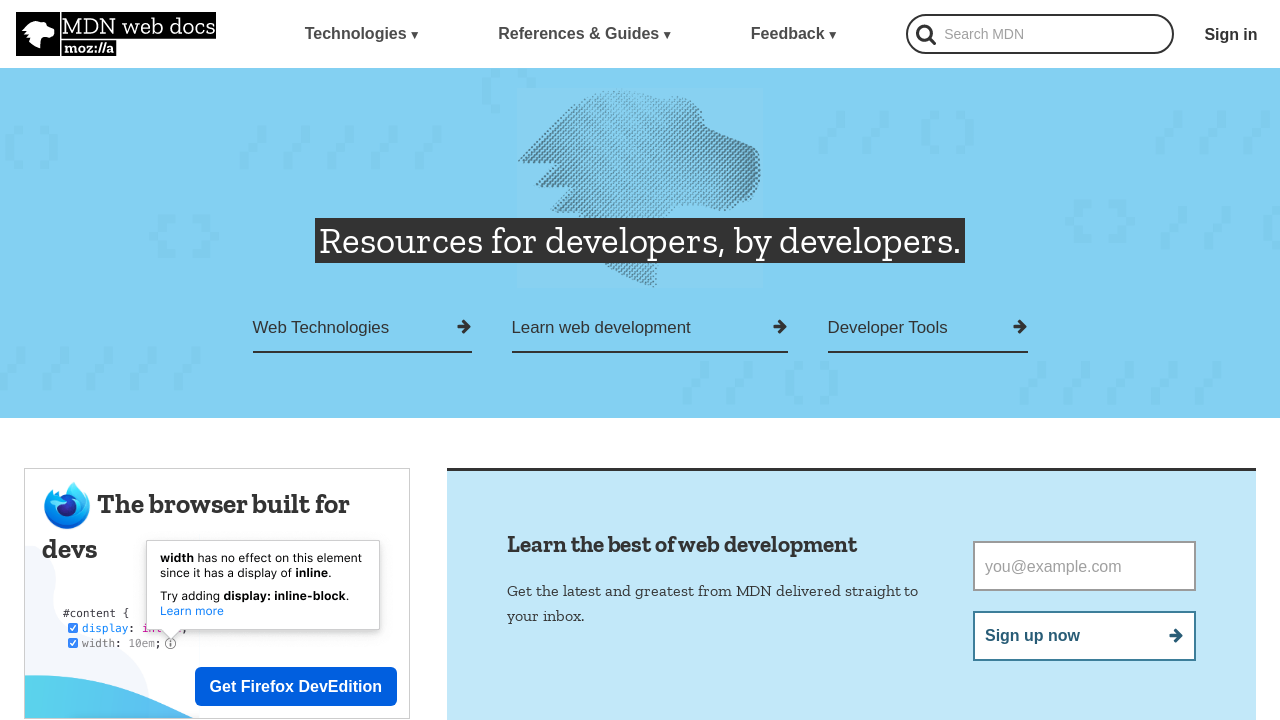 MDN web docs
moz://a
Technologies ▾
References & Guides ▾
Feedback ▾
Search MDN
Sign in
Resources for developers, by developers.
Web Technologies
Learn web development
Developer Tools
The browser built for
devs
width has no effect on this element
since it has a display of inline.
Try adding display: inline-block.
Learn more
#content {
display:
width: 10em;
Get Firefox DevEdition
Learn the best of web development
Get the latest and greatest from MDN delivered straight to
your inbox.
you@example.com
Sign up now